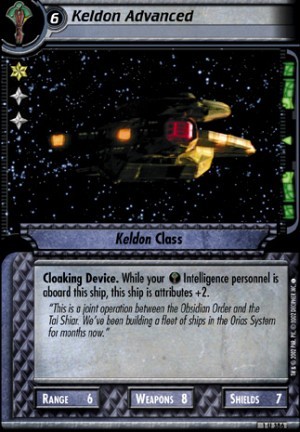 6 Keldon Advanced
Keldon Class
Cloaking Device. While your Intelligence personnel is
aboard this ship, this ship is attributes +2.
"This is a joint operation between the Obsidian Order and the
Tal Shiar. We've been building a fleet of ships in the Orias System
for months now."
RANGE 6 WEAPONS 8 SHIELDS 7